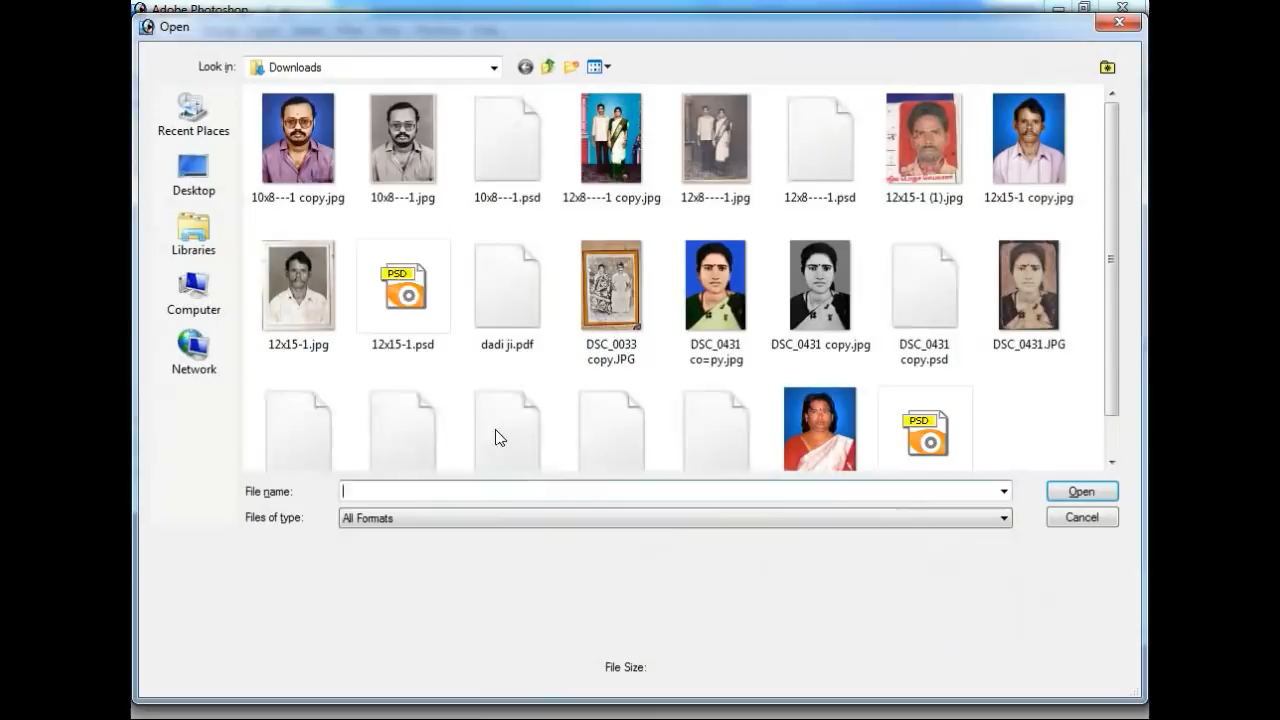 Adobe Photoshop
Open
Look in:
Downloads
Recent Places
Desktop
Libraries
Computer
Network
10x8---1 copy.jpg
10x8---1.jpg
10x8---1.psd
12x8----1 copy.jpg
12x8----1.jpg
12x8----1.psd
12x15-1 (1).jpg
12x15-1 copy.jpg
PSD
12x15-1.jpg
12x15-1.psd
dadi ji.pdf
DSC_0033
copy.JPG
DSC_0431
co=py.jpg
DSC_0431 copy.jpg
DSC_0431
copy.psd
DSC_0431.JPG
PSD
File name:
Open
Files of type:
All Formats
Cancel
File Size: